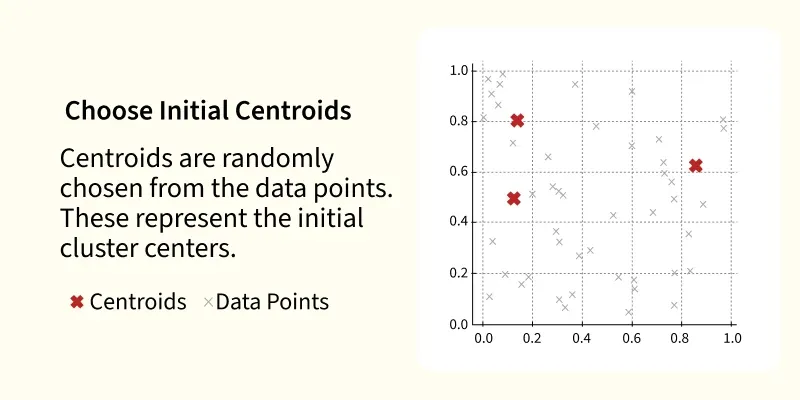 Choose Initial Centroids
Centroids are randomly
chosen from the data points.
These represent the initial
cluster centers.
Centroids Data Points
1.0
0.8
0.6
0.4
0.2
0.0
0.0 0.2 0.4 0.6 0.8 1.0